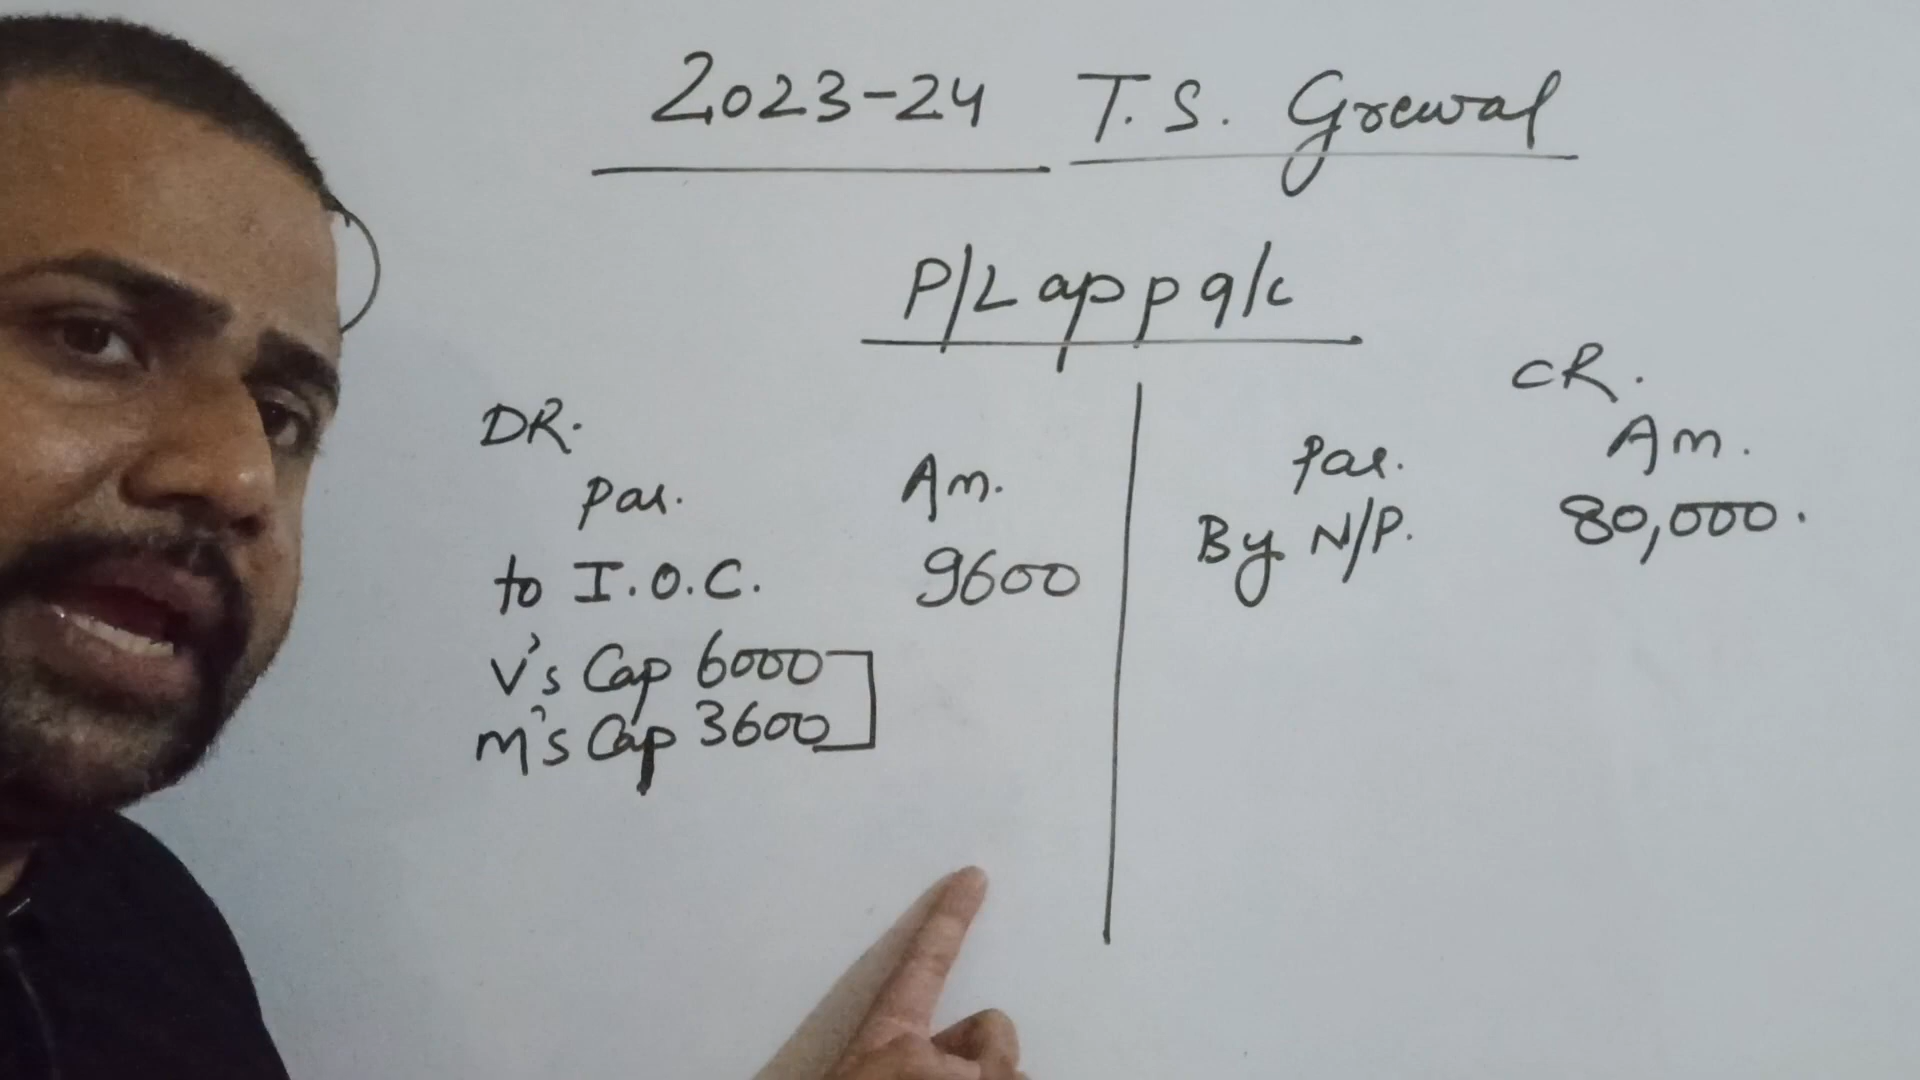 2023-24 T.S. Grewal
P/L app a/c
DR. CR.
Par. Am. Par. Am.
to I.O.C. 9600 By N/P. 80,000.
V's Cap 6000
M's Cap 3600